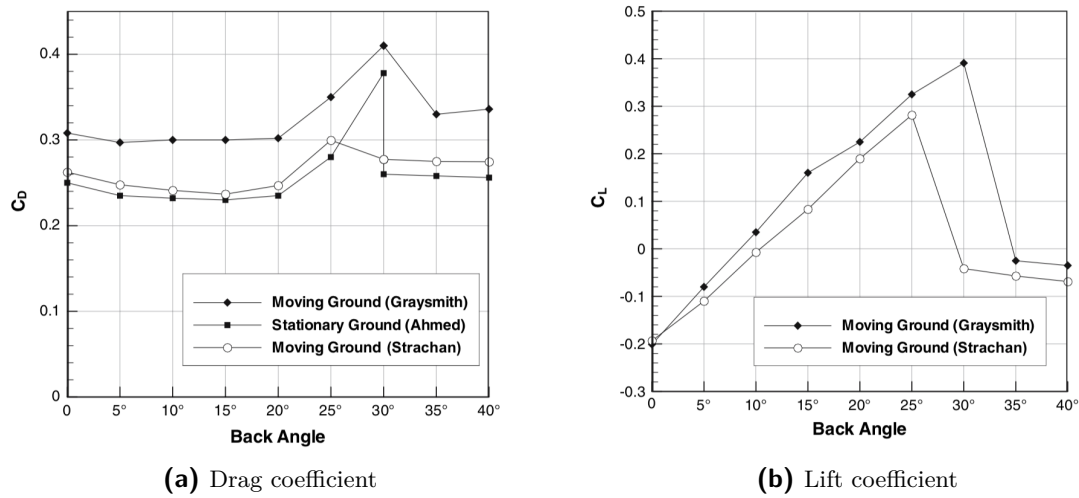 0.4
0.3
0.2
0.1
0
C_D
0 5° 10° 15° 20° 25° 30° 35° 40°
Back Angle
Moving Ground (Graysmith)
Stationary Ground (Ahmed)
Moving Ground (Strachan)
(a) Drag coefficient
0.5
0.4
0.3
0.2
0.1
0
-0.1
-0.2
-0.3
C_L
0 5° 10° 15° 20° 25° 30° 35° 40°
Back Angle
Moving Ground (Graysmith)
Moving Ground (Strachan)
(b) Lift coefficient